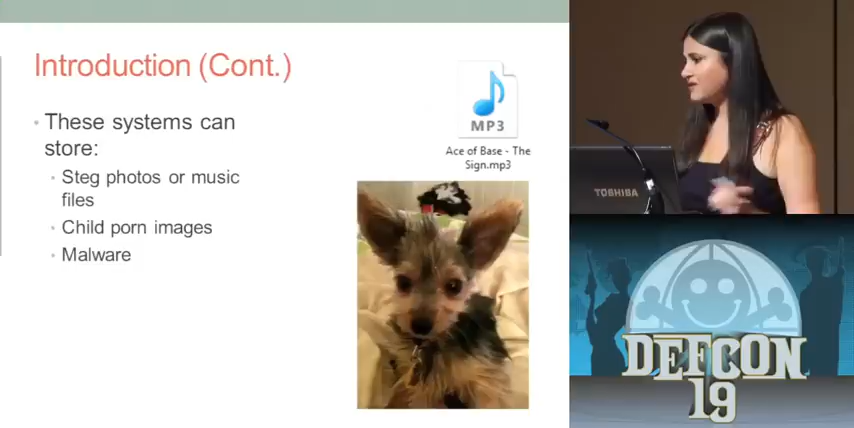 Introduction (Cont.)
• These systems can
store:
• Steg photos or music
files
• Child porn images
• Malware
MP3
Ace of Base - The
Sign.mp3
TOSHIBA
DEFCON
19